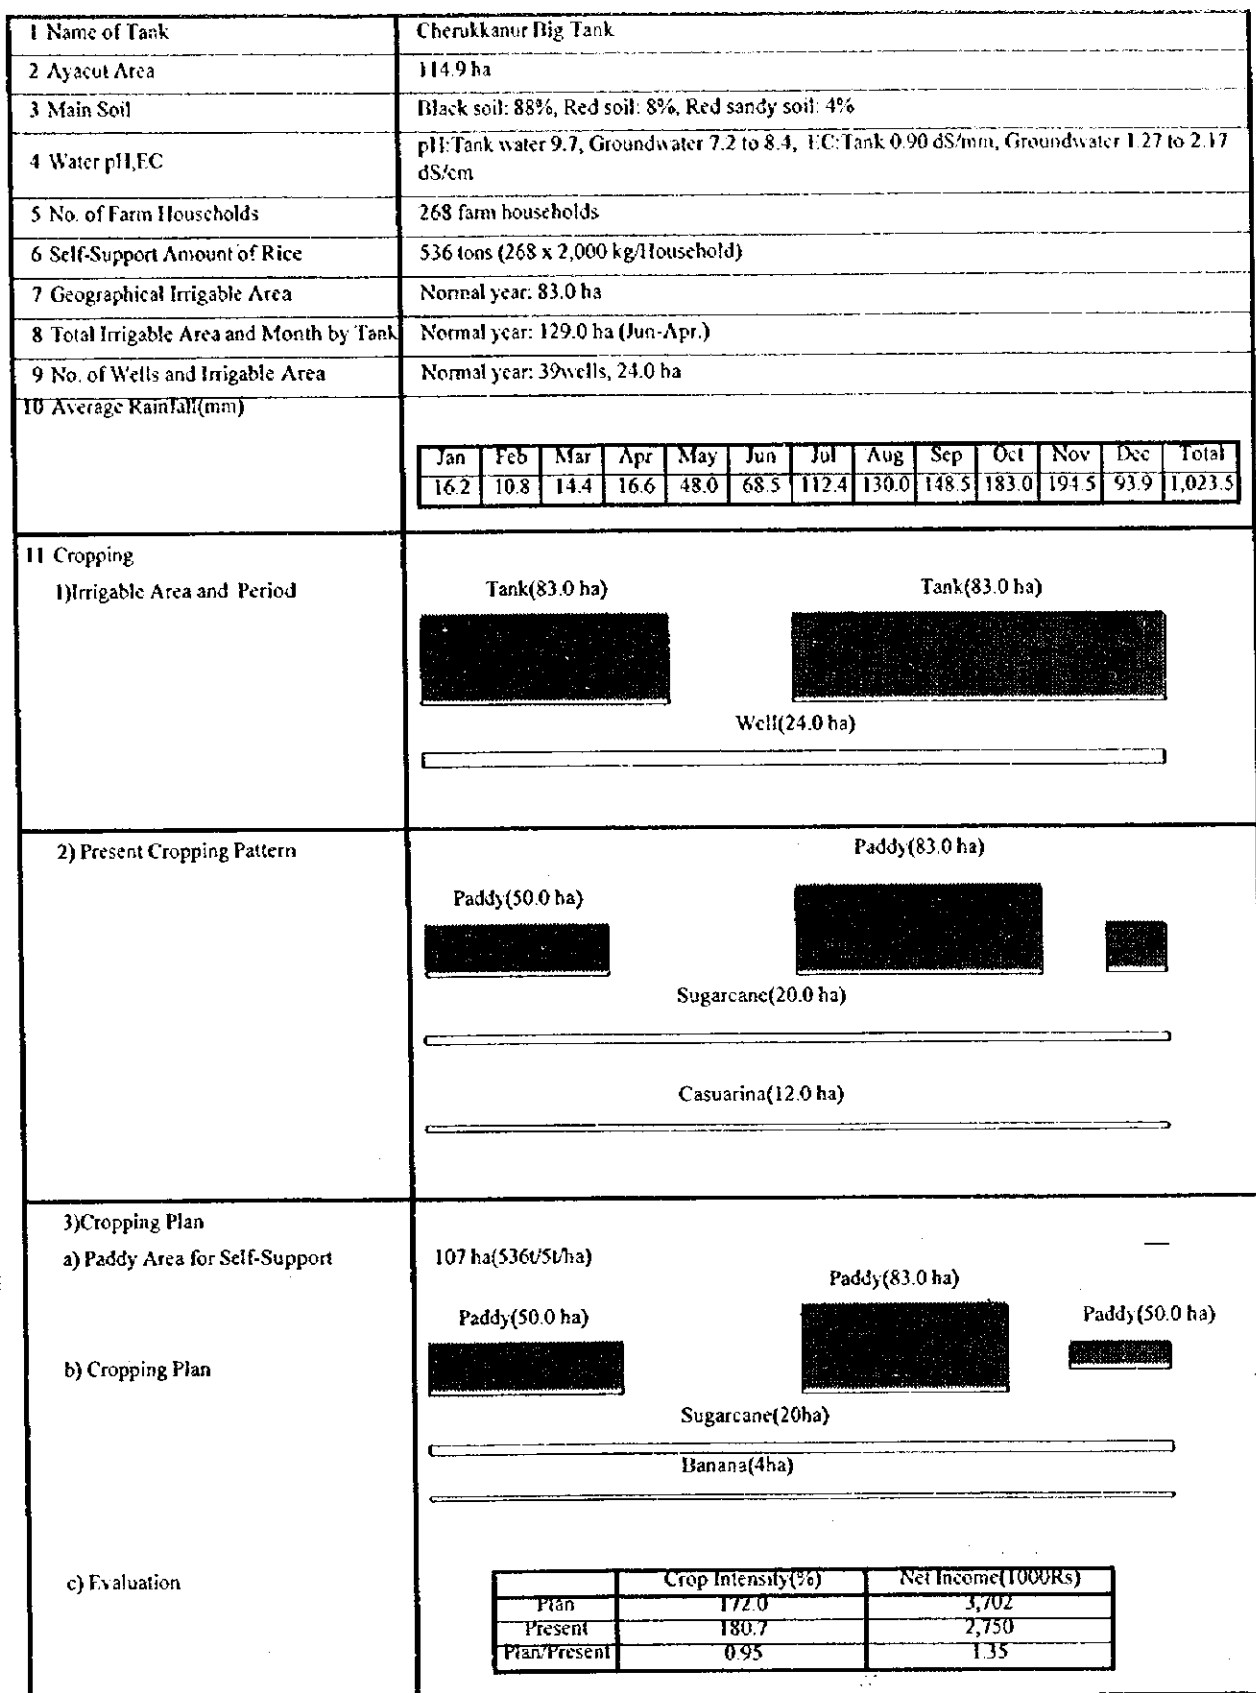 1 Name of Tank Cherukkanur Big Tank
2 Ayacut Area 114.9 ha
3 Main Soil Black soil: 88%, Red soil: 8%, Red sandy soil: 4%
4 Water pH,EC pH:Tank water 9.7, Groundwater 7.2 to 8.4, EC:Tank 0.90 dS/mm, Groundwater 1.27 to 2.17
dS/cm
5 No. of Farm Households 268 farm households
6 Self-Support Amount of Rice 536 tons (268 x 2,000 kg/Household)
7 Geographical Irrigable Area Normal year: 83.0 ha
8 Total Irrigable Area and Month by Tank Normal year: 129.0 ha (Jun-Apr.)
9 No. of Wells and Irrigable Area Normal year: 39wells, 24.0 ha
10 Average Rainfall(mm)
Jan Feb Mar Apr May Jun Jul Aug Sep Oct Nov Dec Total
16.2 10.8 14.4 16.6 48.0 68.5 112.4 130.0 148.5 183.0 194.5 93.9 1,023.5
11 Cropping
1)Irrigable Area and Period Tank(83.0 ha) Tank(83.0 ha)
Well(24.0 ha)
2) Present Cropping Pattern Paddy(83.0 ha)
Paddy(50.0 ha)
Sugarcane(20.0 ha)
Casuarina(12.0 ha)
3)Cropping Plan
a) Paddy Area for Self-Support 107 ha(536t/5t/ha)
Paddy(83.0 ha)
Paddy(50.0 ha) Paddy(50.0 ha)
b) Cropping Plan
Sugarcane(20ha)
Banana(4ha)
c) Evaluation
Crop Intensity(%) Net Income(1000Rs)
Plan 172.0 3,702
Present 180.7 2,750
Plan/Present 0.95 1.35